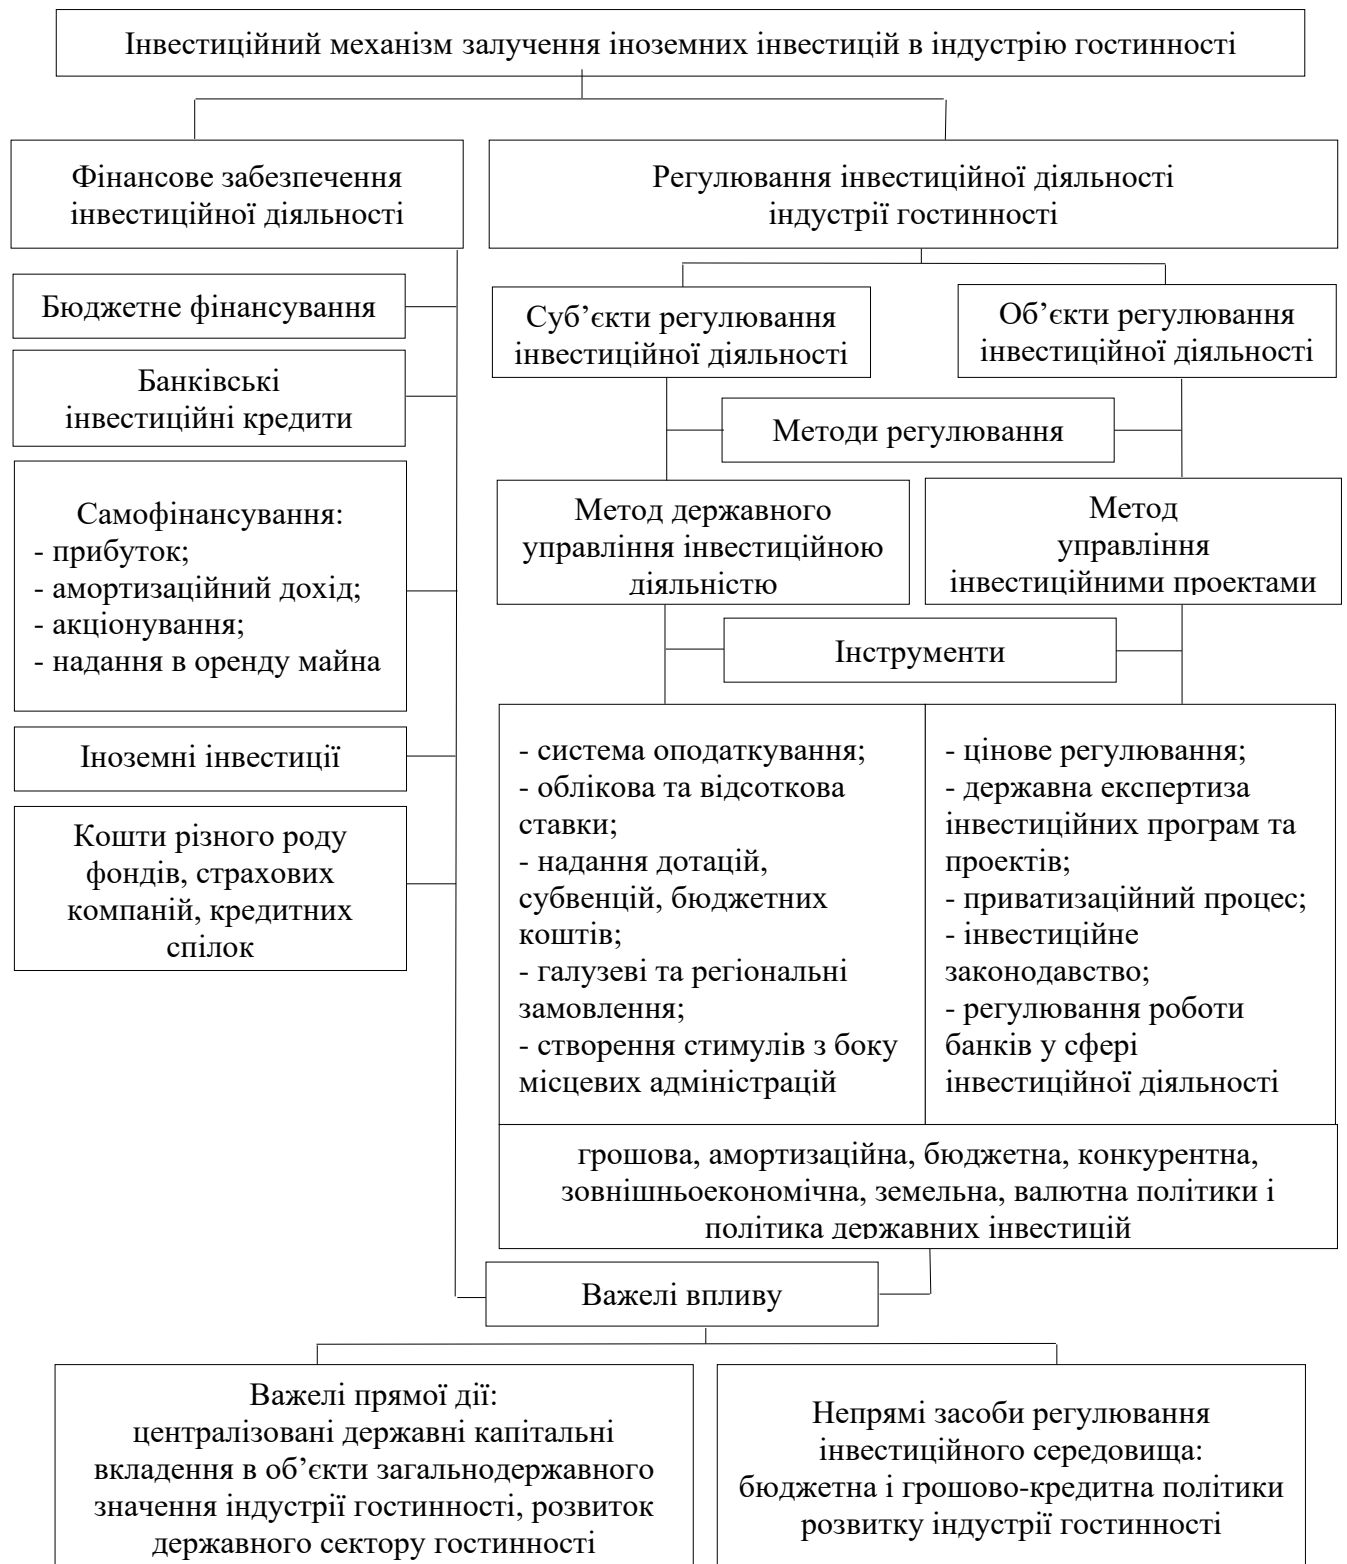 Інвестиційний механізм залучення іноземних інвестицій в індустрію гостинності
Фінансове забезпечення
інвестиційної діяльності
Регулювання інвестиційної діяльності
індустрії гостинності
Бюджетне фінансування
Банківські
інвестиційні кредити
Самофінансування:
- прибуток;
- амортизаційний дохід;
- акціонування;
- надання в оренду майна
Іноземні інвестиції
Кошти різного роду
фондів, страхових
компаній, кредитних
спілок
Суб’єкти регулювання
інвестиційної діяльності
Об’єкти регулювання
інвестиційної діяльності
Методи регулювання
Метод державного
управління інвестиційною
діяльністю
Метод
управління
інвестиційними проектами
Інструменти
- система оподаткування;
- облікова та відсоткова
ставки;
- надання дотацій,
субвенцій, бюджетних
коштів;
- галузеві та регіональні
замовлення;
- створення стимулів з боку
місцевих адміністрацій
- цінове регулювання;
- державна експертиза
інвестиційних програм та
проектів;
- приватизаційний процес;
- інвестиційне
законодавство;
- регулювання роботи
банків у сфері
інвестиційної діяльності
грошова, амортизаційна, бюджетна, конкурентна,
зовнішньоекономічна, земельна, валютна політики і
політика державних інвестицій
Важелі впливу
Важелі прямої дії:
централізовані державні капітальні
вкладення в об’єкти загальнодержавного
значення індустрії гостинності, розвиток
державного сектору гостинності
Непрямі засоби регулювання
інвестиційного середовища:
бюджетна і грошово-кредитна політики
розвитку індустрії гостинності